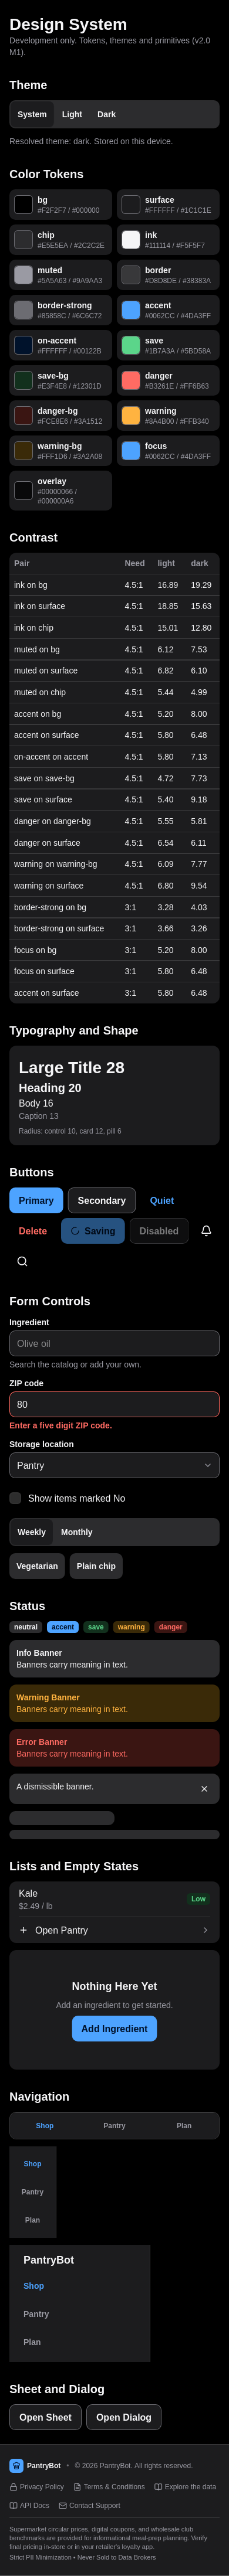 Design System
Development only. Tokens, themes and primitives (v2.0
M1).
Theme
System Light Dark
Resolved theme: dark. Stored on this device.
Color Tokens
bg
#F2F2F7 / #000000
surface
#FFFFFF / #1C1C1E
chip
#E5E5EA / #2C2C2E
ink
#111114 / #F5F5F7
muted
#5A5A63 / #9A9AA3
border
#D8D8DE / #38383A
border-strong
#85858C / #6C6C72
accent
#0062CC / #4DA3FF
on-accent
#FFFFFF / #00122B
save
#1B7A3A / #5BD58A
save-bg
#E3F4E8 / #12301D
danger
#B3261E / #FF6B63
danger-bg
#FCE8E6 / #3A1512
warning
#8A4B00 / #FFB340
warning-bg
#FFF1D6 / #3A2A08
focus
#0062CC / #4DA3FF
overlay
#00000066 /
#000000A6
Contrast
Pair Need light dark
ink on bg 4.5:1 16.89 19.29
ink on surface 4.5:1 18.85 15.63
ink on chip 4.5:1 15.01 12.80
muted on bg 4.5:1 6.12 7.53
muted on surface 4.5:1 6.82 6.10
muted on chip 4.5:1 5.44 4.99
accent on bg 4.5:1 5.20 8.00
accent on surface 4.5:1 5.80 6.48
on-accent on accent 4.5:1 5.80 7.13
save on save-bg 4.5:1 4.72 7.73
save on surface 4.5:1 5.40 9.18
danger on danger-bg 4.5:1 5.55 5.81
danger on surface 4.5:1 6.54 6.11
warning on warning-bg 4.5:1 6.09 7.77
warning on surface 4.5:1 6.80 9.54
border-strong on bg 3:1 3.28 4.03
border-strong on surface 3:1 3.66 3.26
focus on bg 3:1 5.20 8.00
focus on surface 3:1 5.80 6.48
accent on surface 3:1 5.80 6.48
Typography and Shape
Large Title 28
Heading 20
Body 16
Caption 13
Radius: control 10, card 12, pill 6
Buttons
Primary Secondary Quiet
Delete Saving Disabled
Form Controls
Ingredient
Olive oil
Search the catalog or add your own.
ZIP code
80
Enter a five digit ZIP code.
Storage location
Pantry
Show items marked No
Weekly Monthly
Vegetarian Plain chip
Status
neutral accent save warning danger
Info Banner
Banners carry meaning in text.
Warning Banner
Banners carry meaning in text.
Error Banner
Banners carry meaning in text.
A dismissible banner.
Lists and Empty States
Kale
$2.49 / lb
Low
Open Pantry
Nothing Here Yet
Add an ingredient to get started.
Add Ingredient
Navigation
Shop Pantry Plan
Shop
Pantry
Plan
PantryBot
Shop
Pantry
Plan
Sheet and Dialog
Open Sheet Open Dialog
PantryBot • © 2026 PantryBot. All rights reserved.
Privacy Policy Terms & Conditions Explore the data
API Docs Contact Support
Supermarket circular prices, digital coupons, and wholesale club
benchmarks are provided for informational meal-prep planning. Verify
final pricing in-store or in your retailer's loyalty app.
Strict PII Minimization • Never Sold to Data Brokers